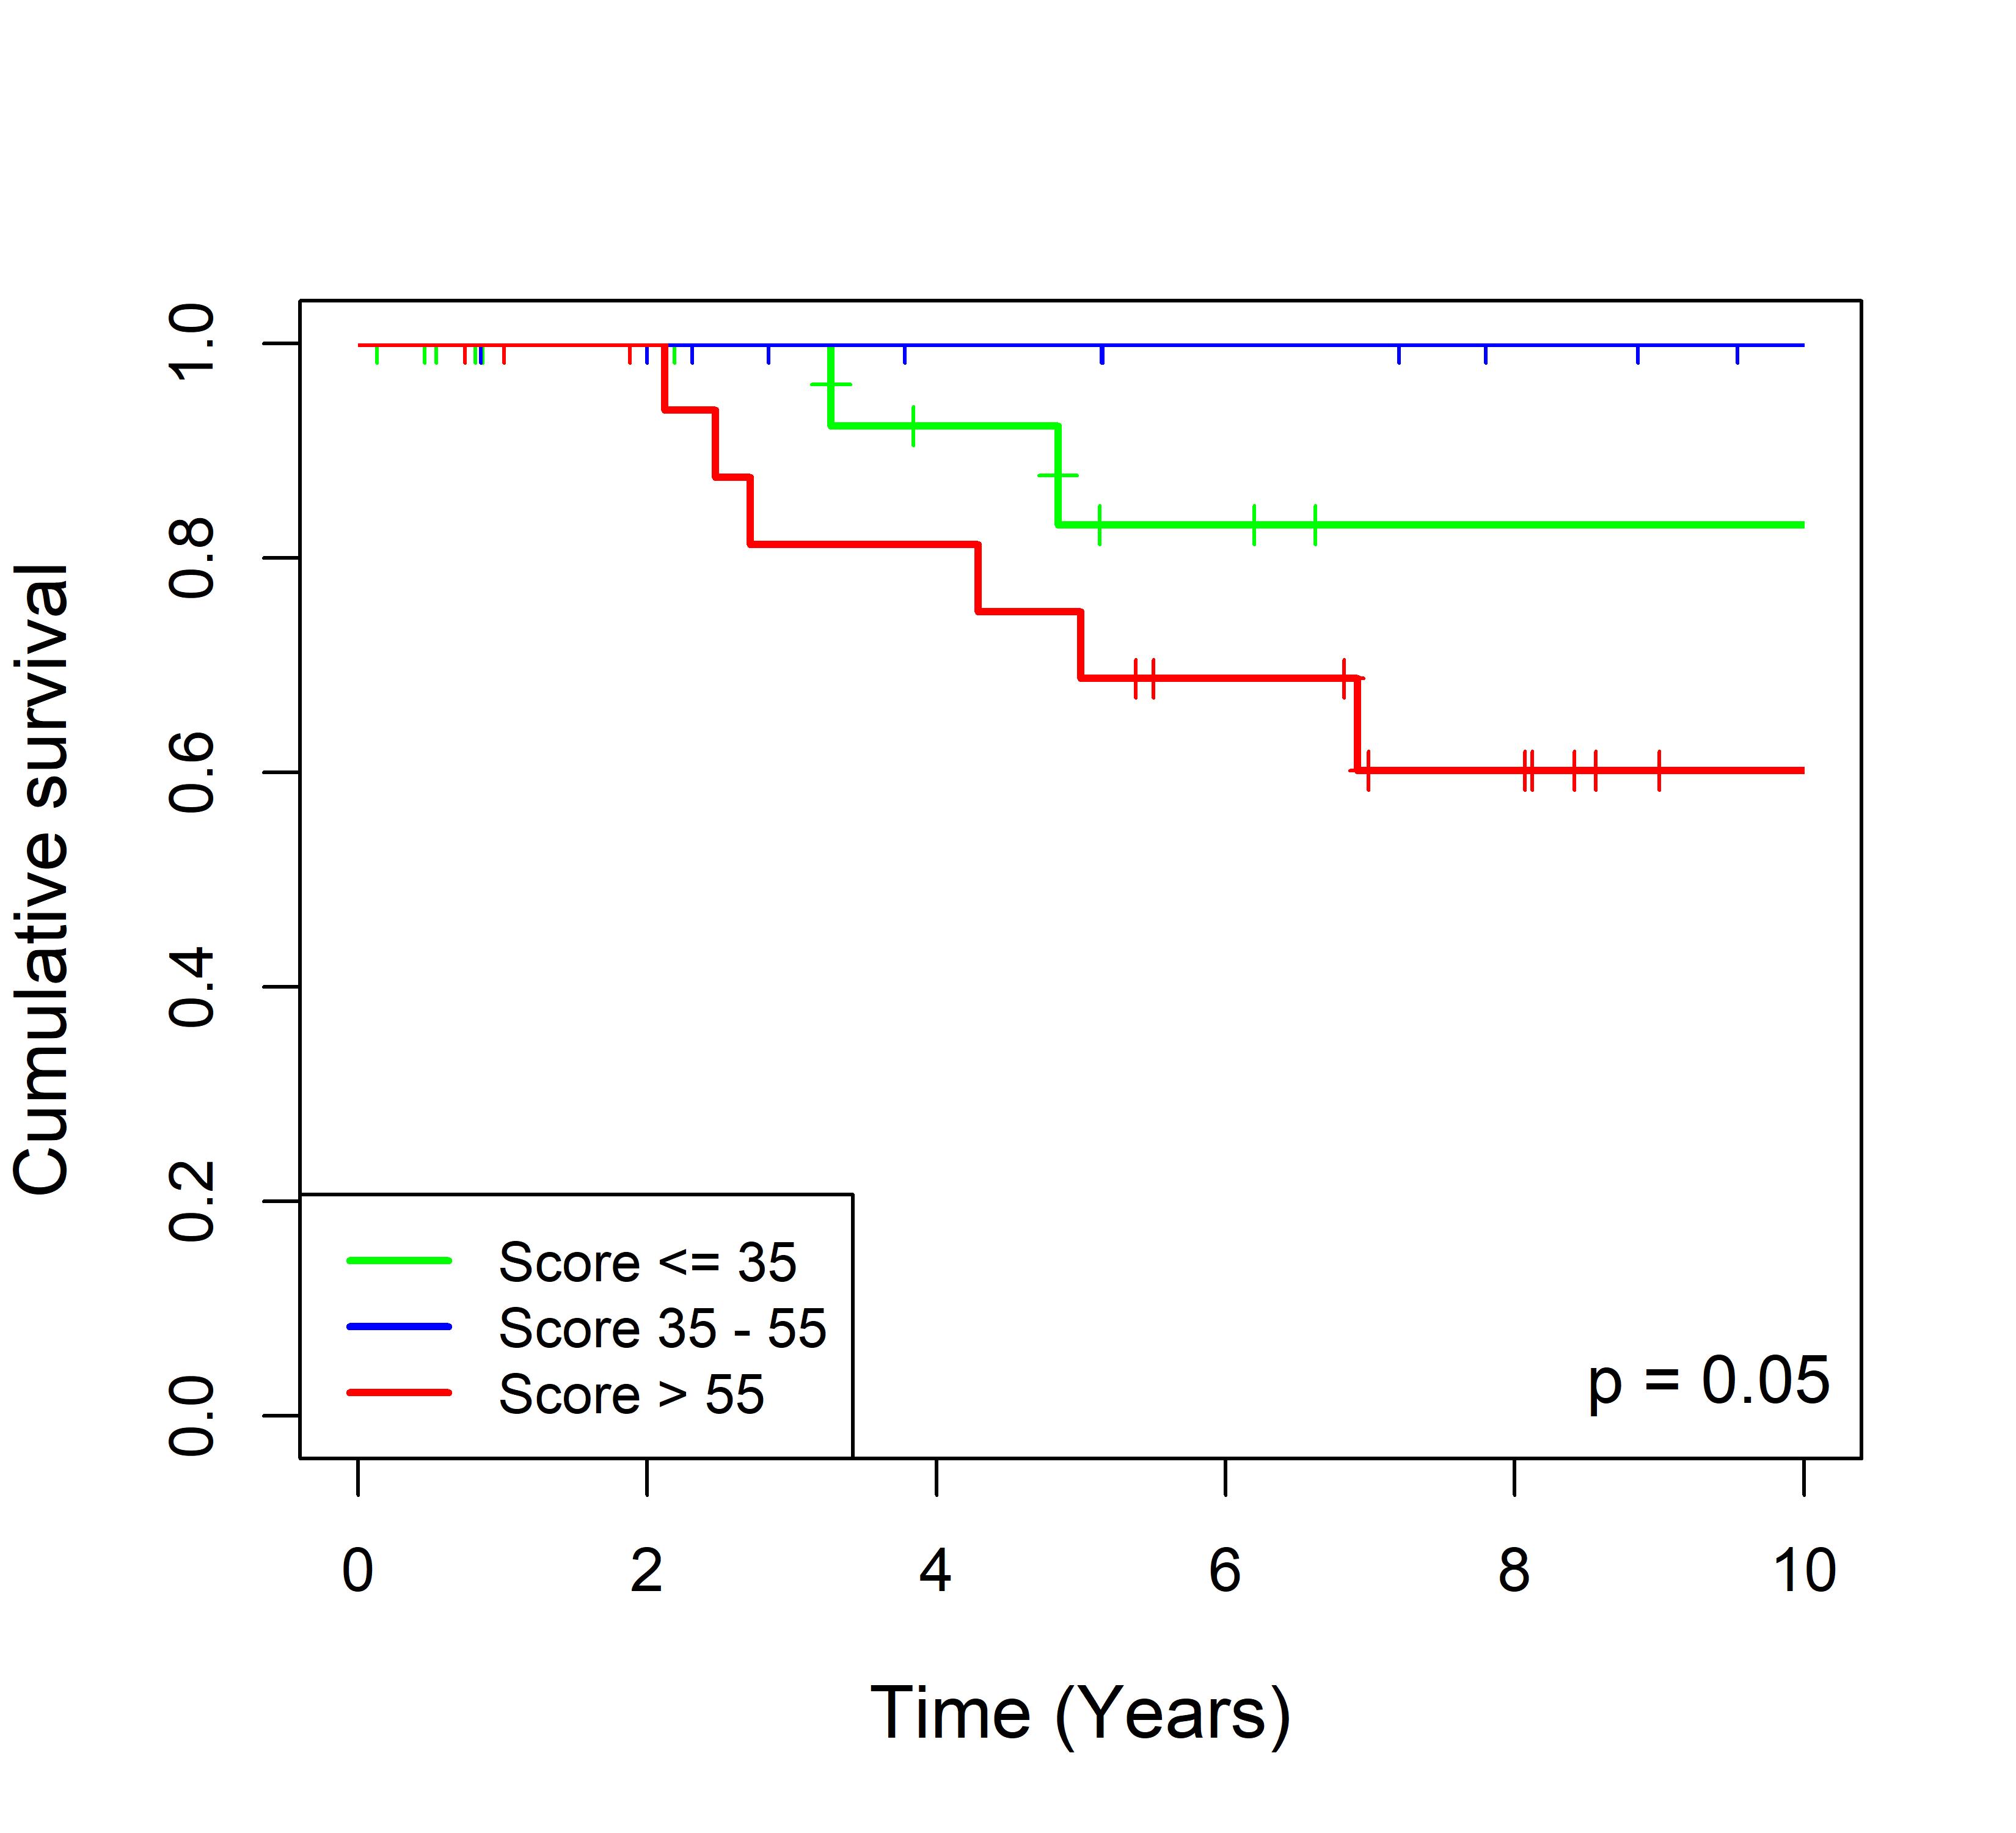 Cumulative survival
1.0
0.8
0.6
0.4
0.2
0.0
Score <= 35
Score 35 - 55
Score > 55
p = 0.05
0 2 4 6 8 10
Time (Years)